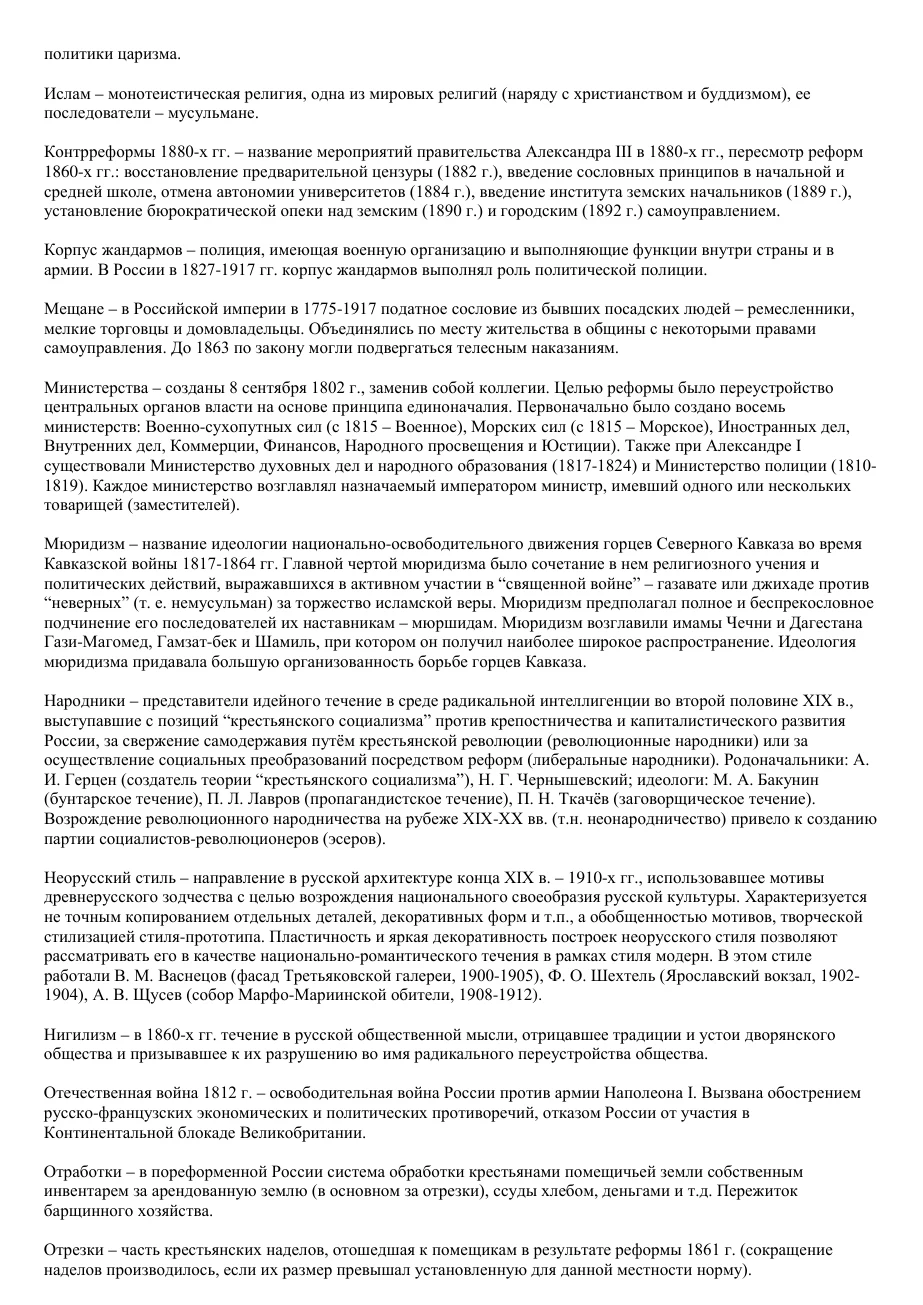 политики царизма.
Ислам – монотеистическая религия, одна из мировых религий (наряду с христианством и буддизмом), ее
последователи – мусульмане.
Контрреформы 1880-х гг. – название мероприятий правительства Александра III в 1880-х гг., пересмотр реформ
1860-х гг.: восстановление предварительной цензуры (1882 г.), введение сословных принципов в начальной и
средней школе, отмена автономии университетов (1884 г.), введение института земских начальников (1889 г.),
установление бюрократической опеки над земским (1890 г.) и городским (1892 г.) самоуправлением.
Корпус жандармов – полиция, имеющая военную организацию и выполняющие функции внутри страны и в
армии. В России в 1827-1917 гг. корпус жандармов выполнял роль политической полиции.
Мещане – в Российской империи в 1775-1917 податное сословие из бывших посадских людей – ремесленники,
мелкие торговцы и домовладельцы. Объединялись по месту жительства в общины с некоторыми правами
самоуправления. До 1863 по закону могли подвергаться телесным наказаниям.
Министерства – созданы 8 сентября 1802 г., заменив собой коллегии. Целью реформы было переустройство
центральных органов власти на основе принципа единоначалия. Первоначально было создано восемь
министерств: Военно-сухопутных сил (с 1815 – Военное), Морских сил (с 1815 – Морское), Иностранных дел,
Внутренних дел, Коммерции, Финансов, Народного просвещения и Юстиции). Также при Александре I
существовали Министерство духовных дел и народного образования (1817-1824) и Министерство полиции (1810-
1819). Каждое министерство возглавлял назначаемый императором министр, имевший одного или нескольких
товарищей (заместителей).
Мюридизм – название идеологии национально-освободительного движения горцев Северного Кавказа во время
Кавказской войны 1817-1864 гг. Главной чертой мюридизма было сочетание в нем религиозного учения и
политических действий, выражавшихся в активном участии в “священной войне” – газавате или джихаде против
“неверных” (т. е. немусульман) за торжество исламской веры. Мюридизм предполагал полное и беспрекословное
подчинение его последователей их наставникам – мюршидам. Мюридизм возглавили имамы Чечни и Дагестана
Гази-Магомед, Гамзат-бек и Шамиль, при котором он получил наиболее широкое распространение. Идеология
мюридизма придавала большую организованность борьбе горцев Кавказа.
Народники – представители идейного течение в среде радикальной интеллигенции во второй половине XIX в.,
выступавшие с позиций “крестьянского социализма” против крепостничества и капиталистического развития
России, за свержение самодержавия путём крестьянской революции (революционные народники) или за
осуществление социальных преобразований посредством реформ (либеральные народники). Родоначальники: А.
И. Герцен (создатель теории “крестьянского социализма”), Н. Г. Чернышевский; идеологи: М. А. Бакунин
(бунтарское течение), П. Л. Лавров (пропагандистское течение), П. Н. Ткачёв (заговорщическое течение).
Возрождение революционного народничества на рубеже XIX-XX вв. (т.н. неонародничество) привело к созданию
партии социалистов-революционеров (эсеров).
Неорусский стиль – направление в русской архитектуре конца XIX в. – 1910-х гг., использовавшее мотивы
древнерусского зодчества с целью возрождения национального своеобразия русской культуры. Характеризуется
не точным копированием отдельных деталей, декоративных форм и т.п., а обобщенностью мотивов, творческой
стилизацией стиля-прототипа. Пластичность и яркая декоративность построек неорусского стиля позволяют
рассматривать его в качестве национально-романтического течения в рамках стиля модерн. В этом стиле
работали В. М. Васнецов (фасад Третьяковской галереи, 1900-1905), Ф. О. Шехтель (Ярославский вокзал, 1902-
1904), А. В. Щусев (собор Марфо-Мариинской обители, 1908-1912).
Нигилизм – в 1860-х гг. течение в русской общественной мысли, отрицавшее традиции и устои дворянского
общества и призывавшее к их разрушению во имя радикального переустройства общества.
Отечественная война 1812 г. – освободительная война России против армии Наполеона I. Вызвана обострением
русско-французских экономических и политических противоречий, отказом России от участия в
Континентальной блокаде Великобритании.
Отработки – в пореформенной России система обработки крестьянами помещичьей земли собственным
инвентарем за арендованную землю (в основном за отрезки), ссуды хлебом, деньгами и т.д. Пережиток
барщинного хозяйства.
Отрезки – часть крестьянских наделов, отошедшая к помещикам в результате реформы 1861 г. (сокращение
наделов производилось, если их размер превышал установленную для данной местности норму).